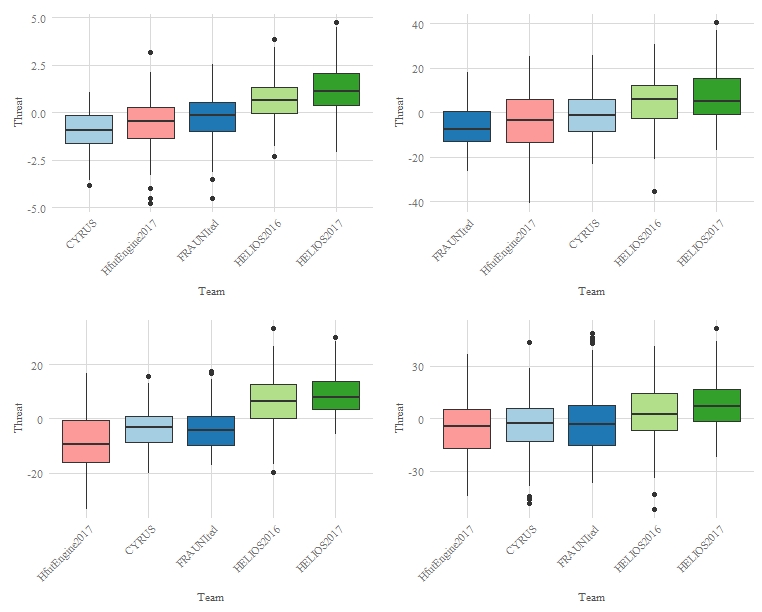 5.0
2.5
0.0
-2.5
-5.0
Threat
CYRUS
HfutEngine2017
FRAUNIted
HELIOS2016
HELIOS2017
Team
40
20
0
-20
-40
Threat
FRAUNIted
HfutEngine2017
CYRUS
HELIOS2016
HELIOS2017
Team
20
0
-20
Threat
HfutEngine2017
CYRUS
FRAUNIted
HELIOS2016
HELIOS2017
Team
30
0
-30
Threat
HfutEngine2017
CYRUS
FRAUNIted
HELIOS2016
HELIOS2017
Team